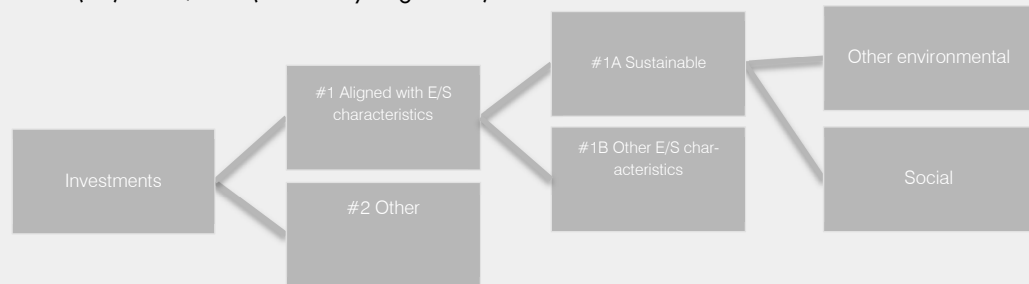 Other environmental
#1A Sustainable
#1 Aligned with E/S
characteristics
#1B Other E/S char-
acteristics
Investments
Social
#2 Other